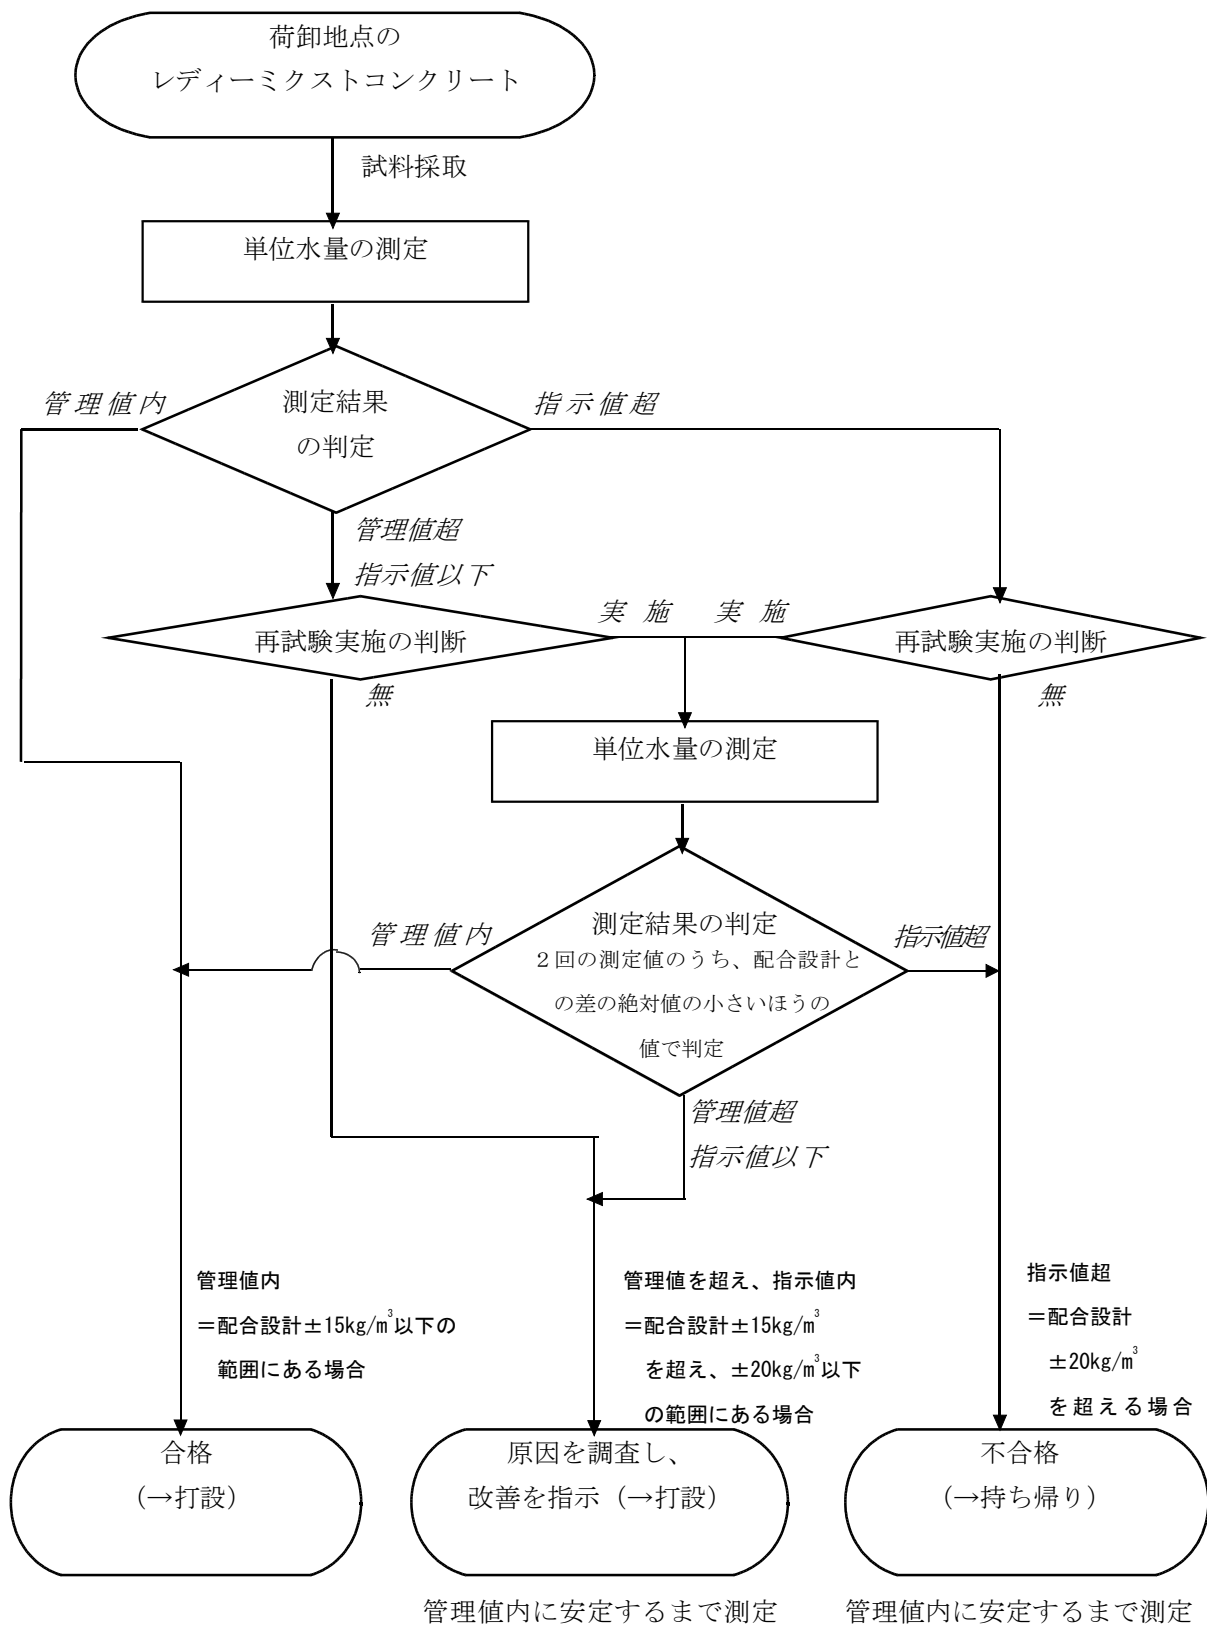 荷卸地点の
レディーミクストコンクリート
試料採取
単位水量の測定
管理値内
測定結果
の判定
指示値超
管理値超
指示値以下
再試験実施の判断
実施
実施
再試験実施の判断
無
無
単位水量の測定
管理値内
測定結果の判定
2回の測定値のうち、配合設計と
の差の絶対値の小さいほうの
値で判定
指示値超
管理値超
指示値以下
管理値内
=配合設計±15kg/m³以下の
範囲にある場合
管理値を超え、指示値内
=配合設計±15kg/m³
を超え、±20kg/m³以下
の範囲にある場合
指示値超
=配合設計
±20kg/m³
を超える場合
合格
(→打設)
原因を調査し、
改善を指示(→打設)
不合格
(→持ち帰り)
管理値内に安定するまで測定
管理値内に安定するまで測定